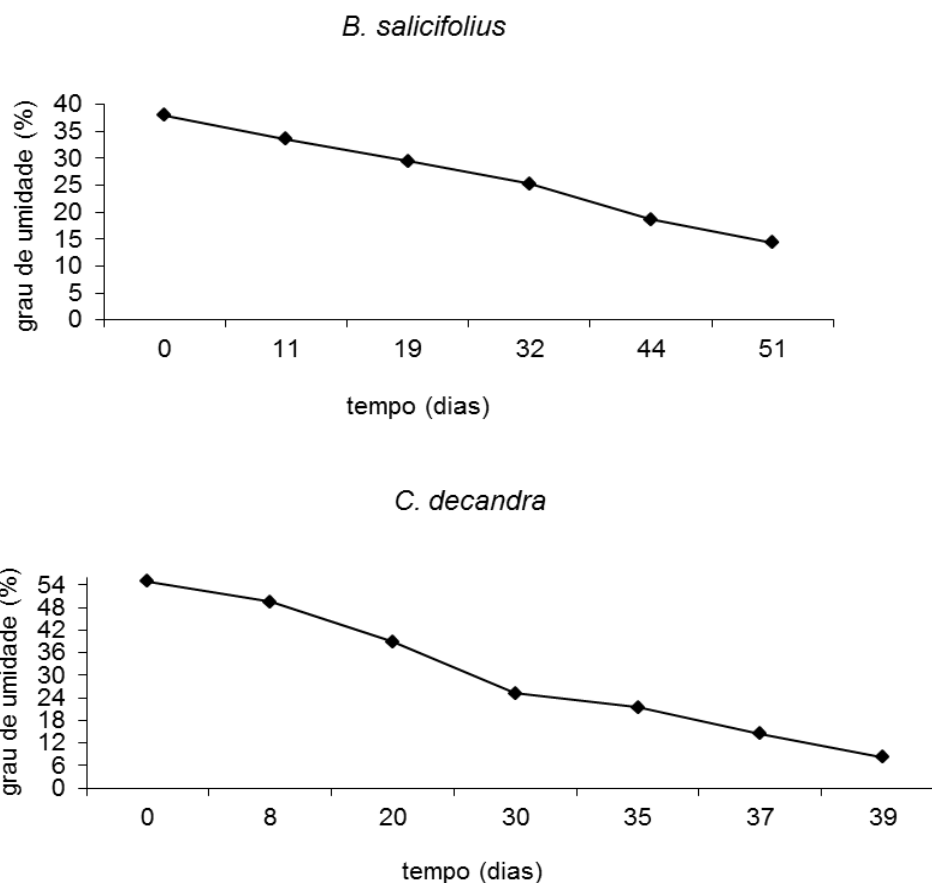 B. salicifolius
grau de umidade (%)
40
35
30
25
20
15
10
5
0
0 11 19 32 44 51
tempo (dias)
C. decandra
grau de umidade (%)
54
48
42
36
30
24
18
12
6
0
0 8 20 30 35 37 39
tempo (dias)